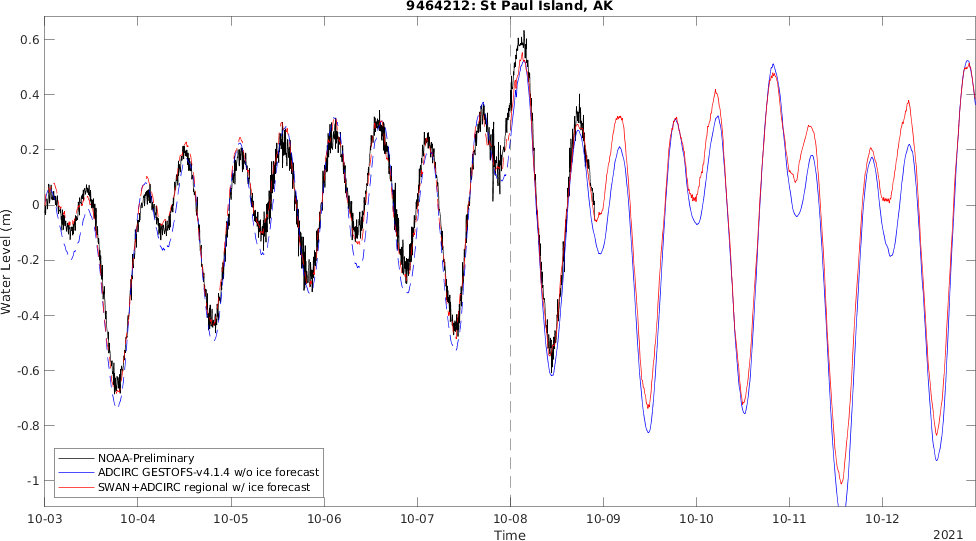 9464212: St Paul Island, AK
0.6
0.4
0.2
0
-0.2
-0.4
-0.6
-0.8
-1
Water Level (m)
NOAA-Preliminary
ADCIRC GESTOFS-v4.1.4 w/o ice forecast
SWAN+ADCIRC regional w/ ice forecast
10-03 10-04 10-05 10-06 10-07 10-08 10-09 10-10 10-11 10-12
Time
2021